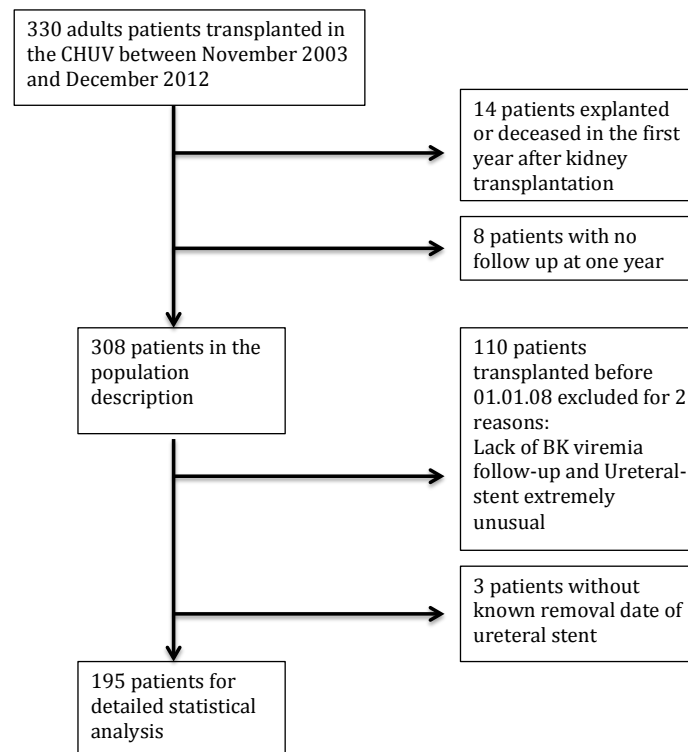 330 adults patients transplanted in
the CHUV between November 2003
and December 2012
14 patients explanted
or deceased in the first
year after kidney
transplantation
8 patients with no
follow up at one year
308 patients in the
population
description
110 patients
transplanted before
01.01.08 excluded for 2
reasons:
Lack of BK viremia
follow-up and Ureteral-
stent extremely
unusual
3 patients without
known removal date of
ureteral stent
195 patients for
detailed statistical
analysis